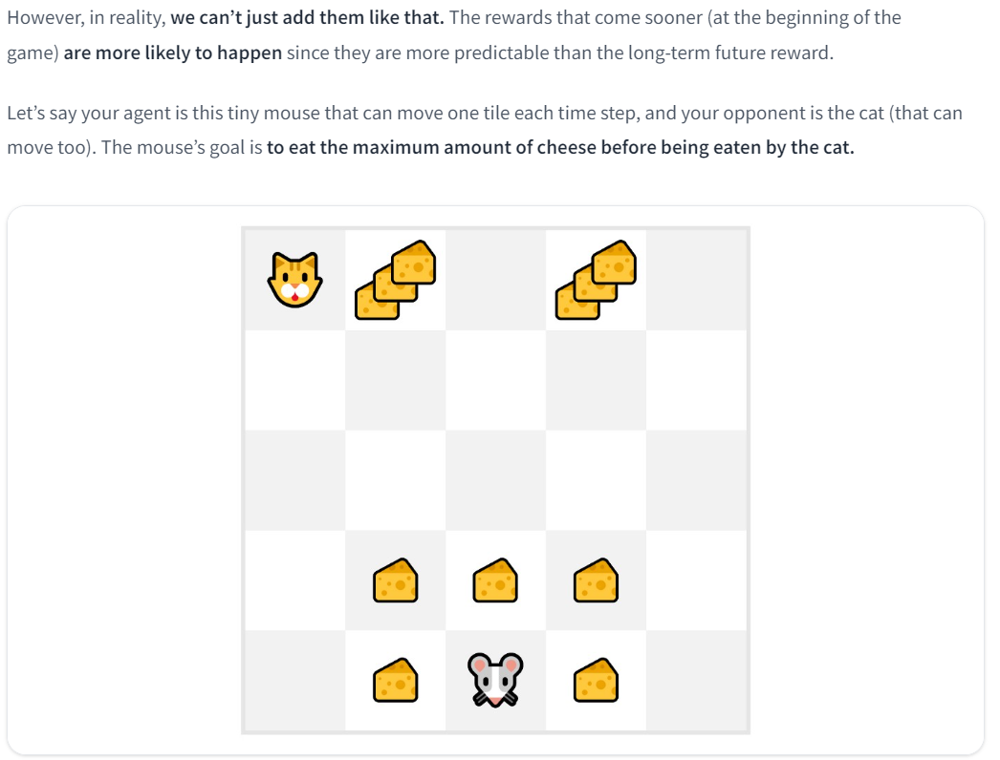 However, in reality, we can’t just add them like that. The rewards that come sooner (at the beginning of the
game) are more likely to happen since they are more predictable than the long-term future reward.
Let’s say your agent is this tiny mouse that can move one tile each time step, and your opponent is the cat (that can
move too). The mouse’s goal is to eat the maximum amount of cheese before being eaten by the cat.